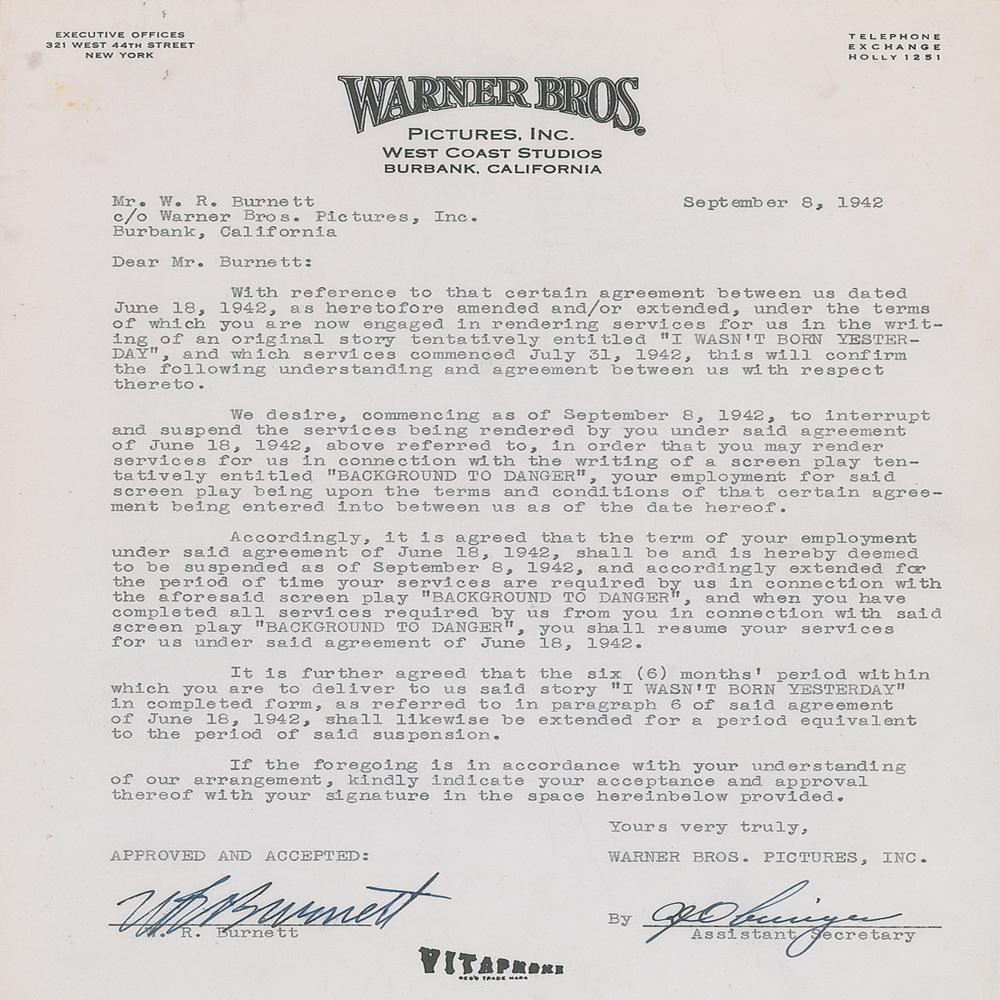 EXECUTIVE OFFICES
321 WEST 44TH STREET
NEW YORK
TELEPHONE
EXCHANGE
HOLLY 1251
WARNER BROS.
PICTURES, INC.
WEST COAST STUDIOS
BURBANK, CALIFORNIA
Mr. W. R. Burnett September 8, 1942
c/o Warner Bros. Pictures, Inc.
Burbank, California
Dear Mr. Burnett:
With reference to that certain agreement between us dated
June 18, 1942, as heretofore amended and/or extended, under the terms
of which you are now engaged in rendering services for us in the writ-
ing of an original story tentatively entitled "I WASN'T BORN YESTER-
DAY", and which services commenced July 31, 1942, this will confirm
the following understanding and agreement between us with respect
thereto.
We desire, commencing as of September 8, 1942, to interrupt
and suspend the services being rendered by you under said agreement
of June 18, 1942, above referred to, in order that you may render
services for us in connection with the writing of a screen play ten-
tatively entitled "BACKGROUND TO DANGER", your employment for said
screen play being upon the terms and conditions of that certain agree-
ment being entered into between us as of the date hereof.
Accordingly, it is agreed that the term of your employment
under said agreement of June 18, 1942, shall be and is hereby deemed
to be suspended as of September 8, 1942, and accordingly extended for
the period of time your services are required by us in connection with
the aforesaid screen play "BACKGROUND TO DANGER", and when you have
completed all services required by us from you in connection with said
screen play "BACKGROUND TO DANGER", you shall resume your services
for us under said agreement of June 18, 1942.
It is further agreed that the six (6) months' period within
which you are to deliver to us said story "I WASN'T BORN YESTERDAY"
in completed form, as referred to in paragraph 6 of said agreement
of June 18, 1942, shall likewise be extended for a period equivalent
to the period of said suspension.
If the foregoing is in accordance with your understanding
of our arrangement, kindly indicate your acceptance and approval
thereof with your signature in the space hereinbelow provided.
Yours very truly,
APPROVED AND ACCEPTED: WARNER BROS. PICTURES, INC.
W R Burnett
W. R. Burnett
By
Assistant Secretary
VITAPHONE
REG'D TRADE MARK